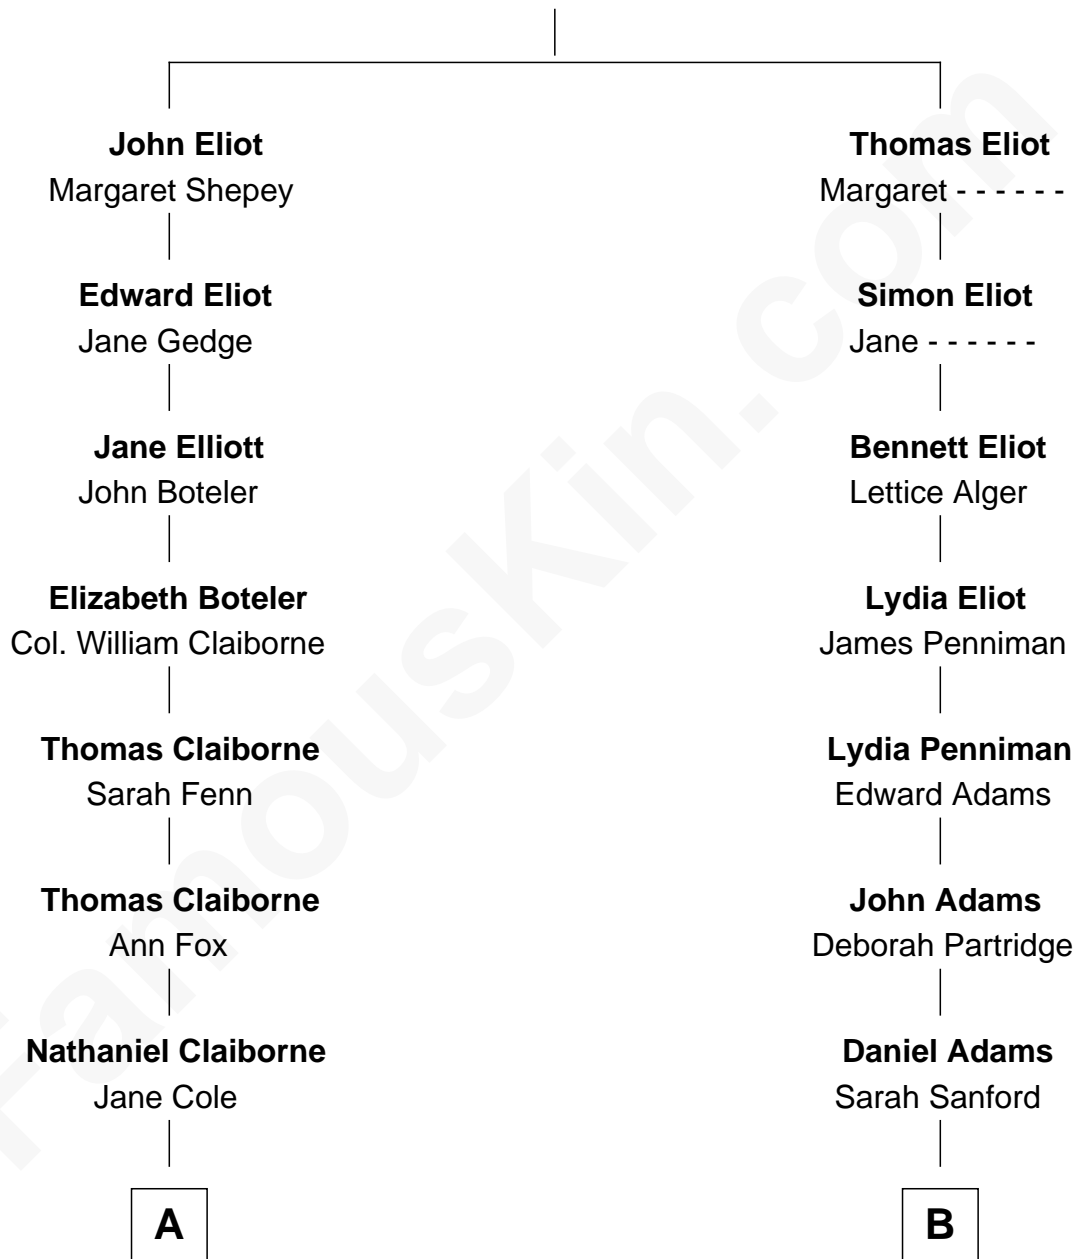 John Eliot
Margaret Shepey
Edward Eliot
Jane Gedge
Jane Elliott
John Boteler
Elizabeth Boteler
Col. William Claiborne
Thomas Claiborne
Sarah Fenn
Thomas Claiborne
Ann Fox
Nathaniel Claiborne
Jane Cole
A
Thomas Eliot
Margaret - - - - - -
Simon Eliot
Jane - - - - - -
Bennett Eliot
Lettice Alger
Lydia Eliot
James Penniman
Lydia Penniman
Edward Adams
John Adams
Deborah Partridge
Daniel Adams
Sarah Sanford
B
FamousKin.com